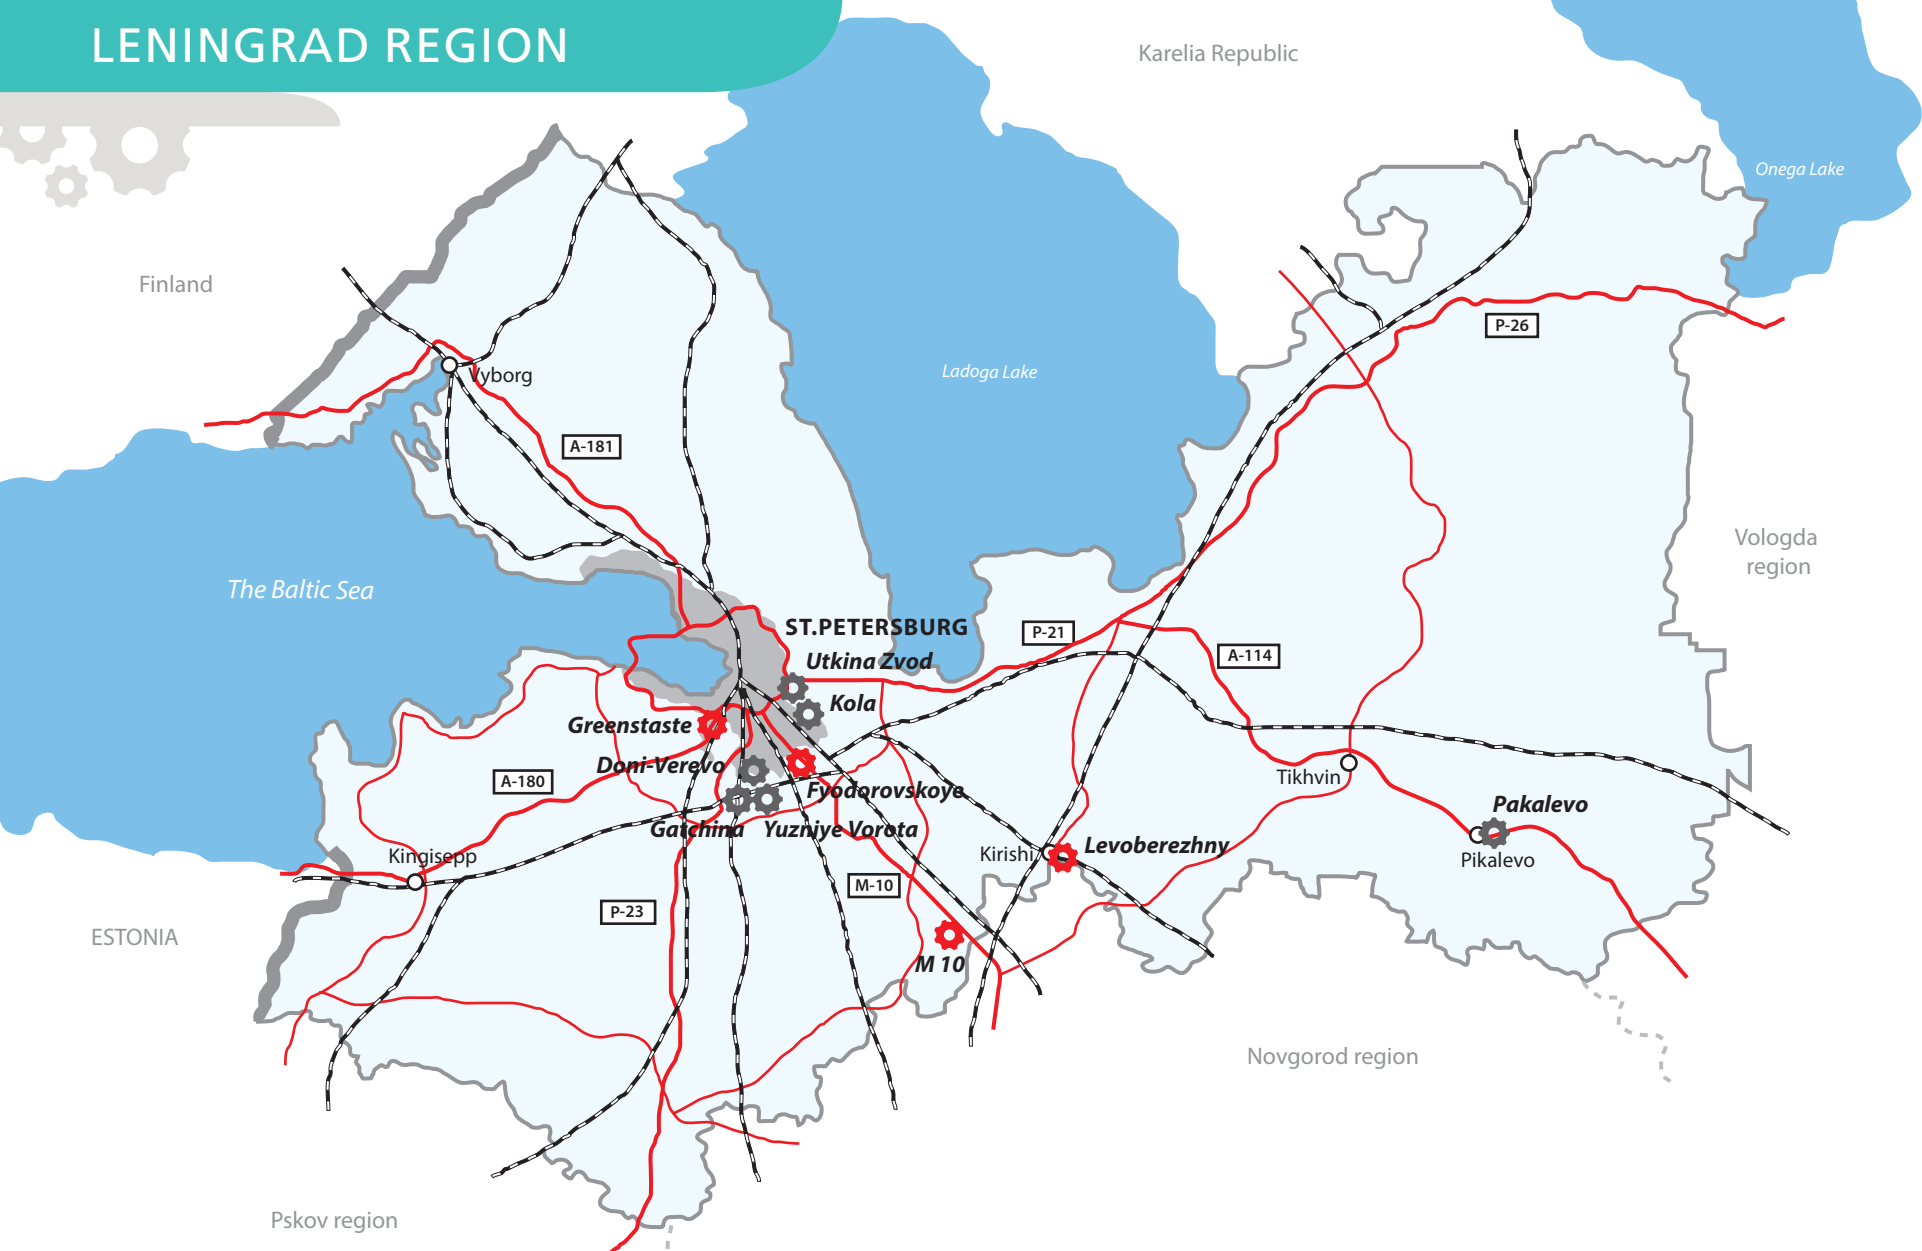 LENINGRAD REGION
Karelia Republic
Onega Lake
Finland
P-26
Ladoga Lake
Vyborg
A-181
Vologda
region
The Baltic Sea
ST.PETERSBURG
P-21
Utkina Zvod
A-114
Kola
Greenstaste
Doni-Verevo
A-180
Tikhvin
Fyodorovskoye
Pakalevo
Gatchina
Yuzniye Vorota
Levoberezhny
Kirishi
Kingisepp
Pikalevo
M-10
P-23
ESTONIA
M 10
Novgorod region
Pskov region